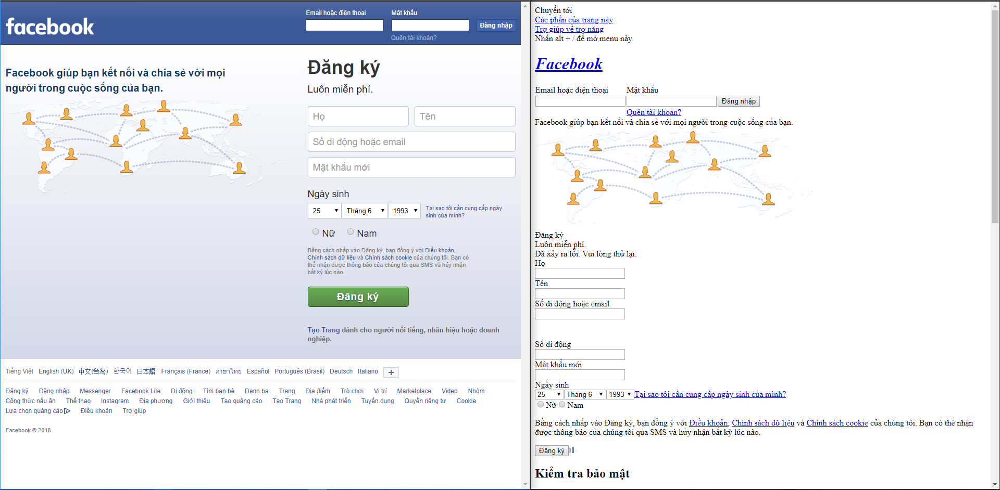 Email hoặc điện thoại
Mật khẩu
facebook
Đăng nhập
Quên tài khoản?
Facebook giúp bạn kết nối và chia sẻ với mọi
người trong cuộc sống của bạn.
Đăng ký
Luôn miễn phí.
Họ
Tên
Số di động hoặc email
Mật khẩu mới
Ngày sinh
25
Tháng 6
1993
Tại sao tôi cần cung cấp ngày
sinh của mình?
Nữ
Nam
Bằng cách nhấp vào Đăng ký, bạn đồng ý với Điều khoản,
Chính sách dữ liệu và Chính sách cookie của chúng tôi. Bạn có
thể nhận được thông báo của chúng tôi qua SMS và hủy nhận
bất kỳ lúc nào.
Đăng ký
Tạo Trang dành cho người nổi tiếng, nhãn hiệu hoặc doanh
nghiệp.
Tiếng Việt English (UK) 中文(台灣) 한국어 日本語 Français (France) ภาษาไทย Español Português (Brasil) Deutsch Italiano +
Đăng ký Đăng nhập Messenger Facebook Lite Di động Tìm bạn bè Danh bạ Trang Địa điểm Trò chơi Vị trí Marketplace Video Nhóm
Công thức nấu ăn Thể thao Instagram Địa phương Giới thiệu Tạo quảng cáo Tạo Trang Nhà phát triển Tuyển dụng Quyền riêng tư Cookie
Lựa chọn quảng cáo Điều khoản Trợ giúp
Facebook © 2018
Chuyển tới
Các phần của trang này
Trợ giúp về trợ năng
Nhấn alt + / để mở menu này
Facebook
Email hoặc điện thoại
Mật khẩu
Đăng nhập
Quên tài khoản?
Facebook giúp bạn kết nối và chia sẻ với mọi người trong cuộc sống của bạn.
Đăng ký
Luôn miễn phí.
Đã xảy ra lỗi. Vui lòng thử lại.
Họ
Tên
Số di động hoặc email
Số di động
Mật khẩu mới
Ngày sinh
25 Tháng 6 1993 Tại sao tôi cần cung cấp ngày sinh của mình?
Nữ Nam
Bằng cách nhấp vào Đăng ký, bạn đồng ý với Điều khoản, Chính sách dữ liệu và Chính sách cookie của chúng tôi. Bạn có thể nhận
được thông báo của chúng tôi qua SMS và hủy nhận bất kỳ lúc nào.
Đăng ký
Kiểm tra bảo mật